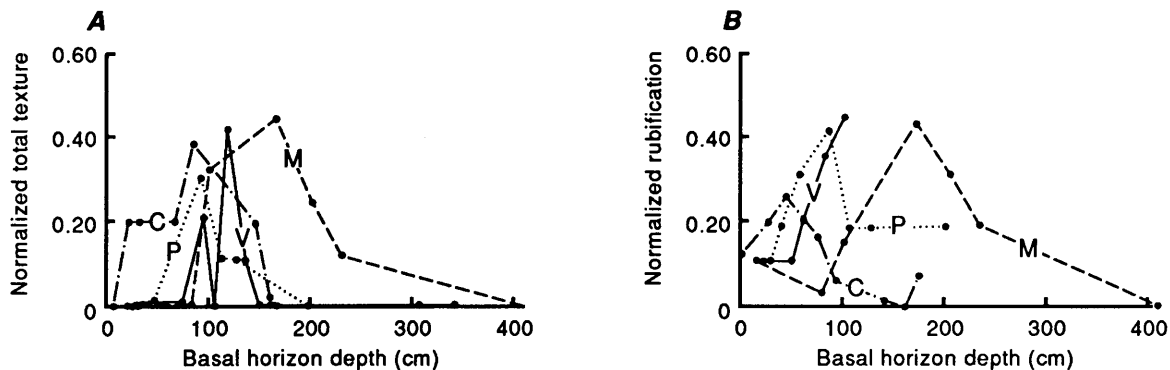 A
Normalized total texture
0.60
0.40
0.20
0
C
P
V
M
0 100 200 300 400
Basal horizon depth (cm)
B
Normalized rubification
0.60
0.40
0.20
0
V
P
M
C
0 100 200 300 400
Basal horizon depth (cm)